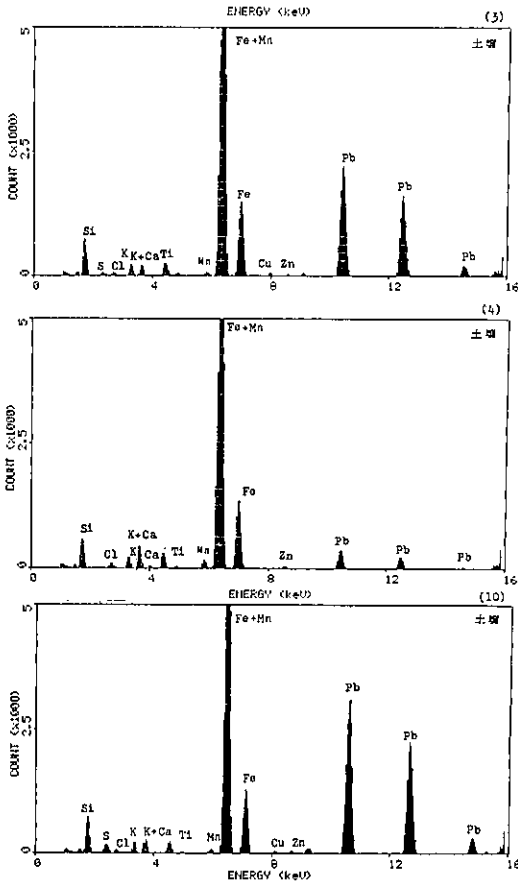 ENERGY (keV)
(3)
5
Fe+Mn
土壌
COUNT (x1000)
2.5
Pb
Pb
Fe
Si
S Cl K K+Ca Ti Mn Cu Zn Pb
0
0 4 8 12 16
ENERGY (keV)
(4)
5
Fe+Mn
土壌
COUNT (x1000)
2.5
Fe
Si
K+Ca
Cl K Ca Ti Mn Zn Pb Pb Pb
0
0 4 8 12 16
ENERGY (keV)
(10)
5
Fe+Mn
土壌
COUNT (x1000)
2.5
Pb
Pb
Fe
Si
S Cl K K+Ca Ti Mn Cu Zn Pb
0
0 4 8 12 16
ENERGY (keV)